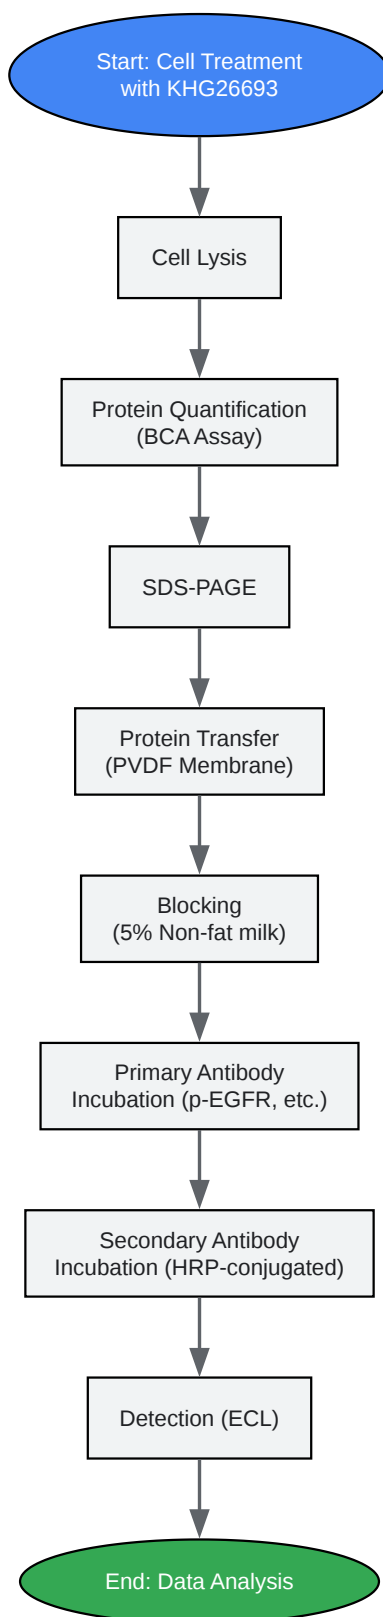 Start: Cell Treatment
with KHG26693
Cell Lysis
Protein Quantification
(BCA Assay)
SDS-PAGE
Protein Transfer
(PVDF Membrane)
Blocking
(5% Non-fat milk)
Primary Antibody
Incubation (p-EGFR, etc.)
Secondary Antibody
Incubation (HRP-conjugated)
Detection (ECL)
End: Data Analysis